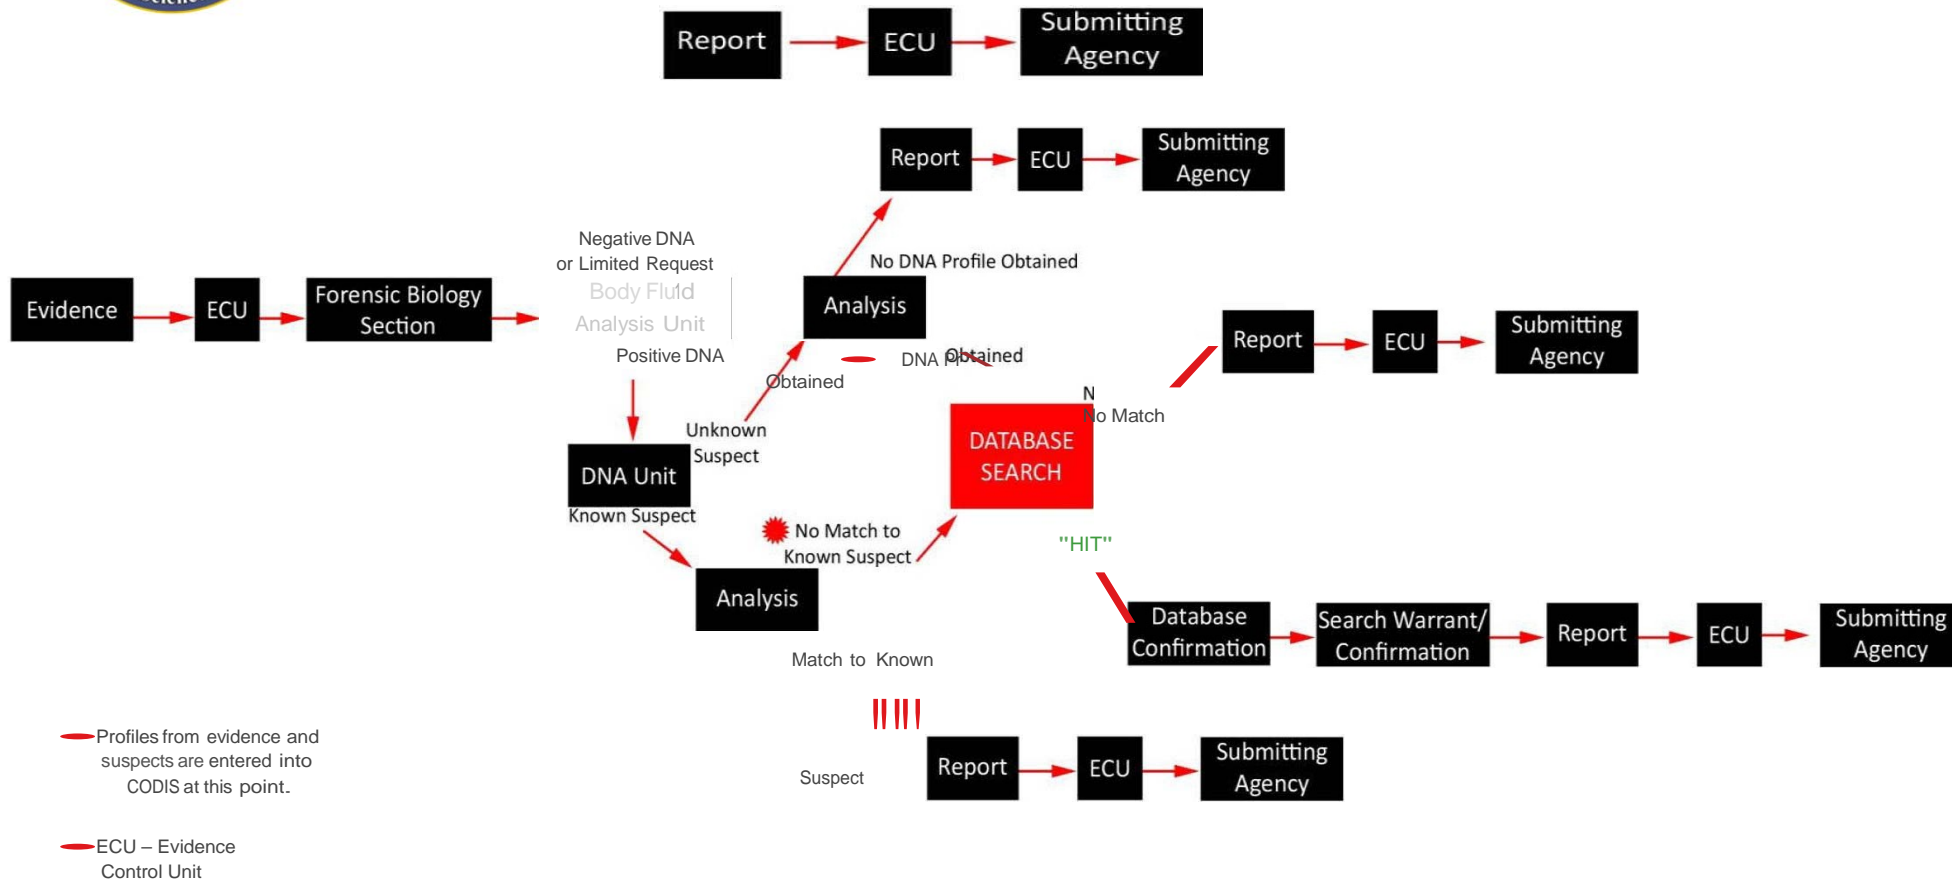 Report
ECU
Submitting
Agency
Report
ECU
Submitting
Agency
Negative DNA
or Limited Request
No DNA Profile Obtained
Evidence
ECU
Forensic Biology
Section
Body Fluid
Analysis Unit
Analysis
Positive DNA
DNA Pr
Obtained
Obtained
Report
ECU
Submitting
Agency
N
No Match
Unknown
Suspect
DATABASE
SEARCH
DNA Unit
Known Suspect
No Match to
Known Suspect
"HIT"
Analysis
Database
Confirmation
Search Warrant/
Confirmation
Report
ECU
Submitting
Agency
Match to Known
Suspect
Report
ECU
Submitting
Agency
Profiles from evidence and
suspects are entered into
CODIS at this point.
ECU – Evidence
Control Unit